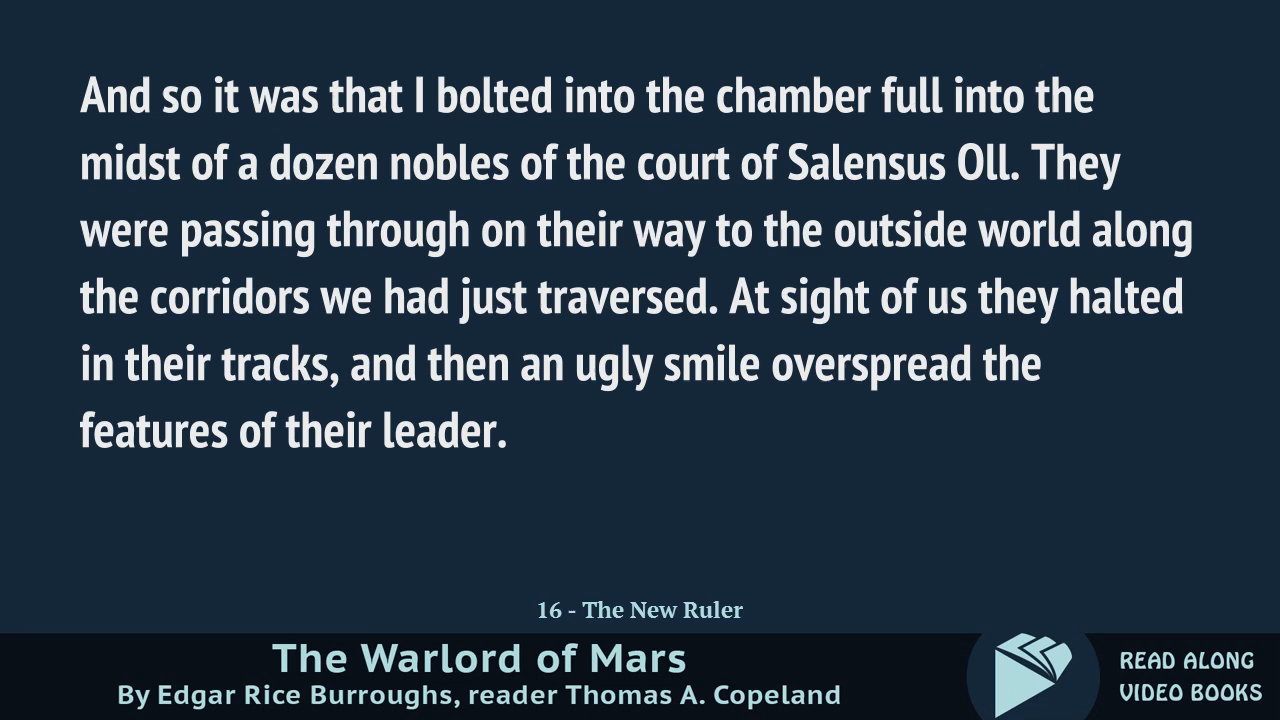 And so it was that I bolted into the chamber full into the
midst of a dozen nobles of the court of Salensus Oll. They
were passing through on their way to the outside world along
the corridors we had just traversed. At sight of us they halted
in their tracks, and then an ugly smile overspread the
features of their leader.
16 - The New Ruler
The Warlord of Mars
By Edgar Rice Burroughs, reader Thomas A. Copeland
READ ALONG
VIDEO BOOKS